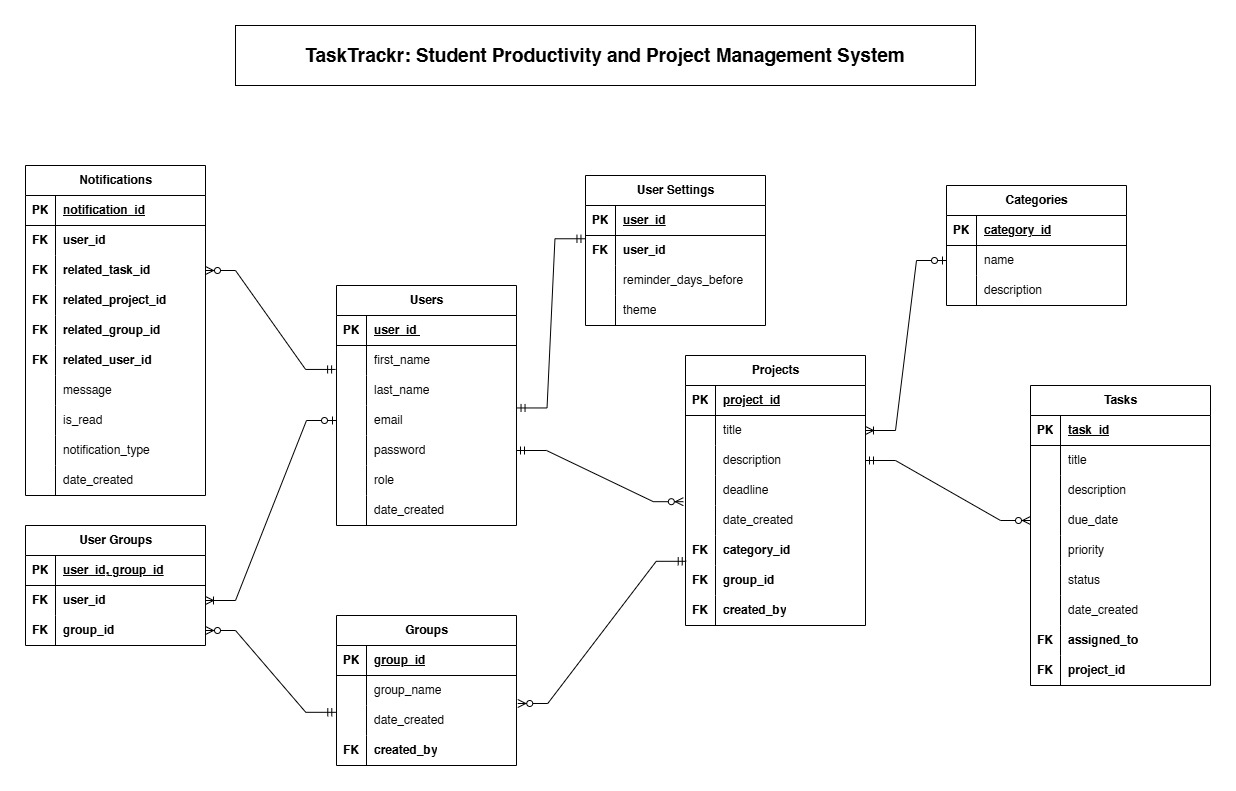 TaskTrackr: Student Productivity and Project Management System
Notifications
PK notification_id
FK user_id
FK related_task_id
FK related_project_id
FK related_group_id
FK related_user_id
message
is_read
notification_type
date_created
User Groups
PK user_id, group_id
FK user_id
FK group_id
Users
PK user_id
first_name
last_name
email
password
role
date_created
Groups
PK group_id
group_name
date_created
FK created_by
User Settings
PK user_id
FK user_id
reminder_days_before
theme
Projects
PK project_id
title
description
deadline
date_created
FK category_id
FK group_id
FK created_by
Categories
PK category_id
name
description
Tasks
PK task_id
title
description
due_date
priority
status
date_created
FK assigned_to
FK project_id